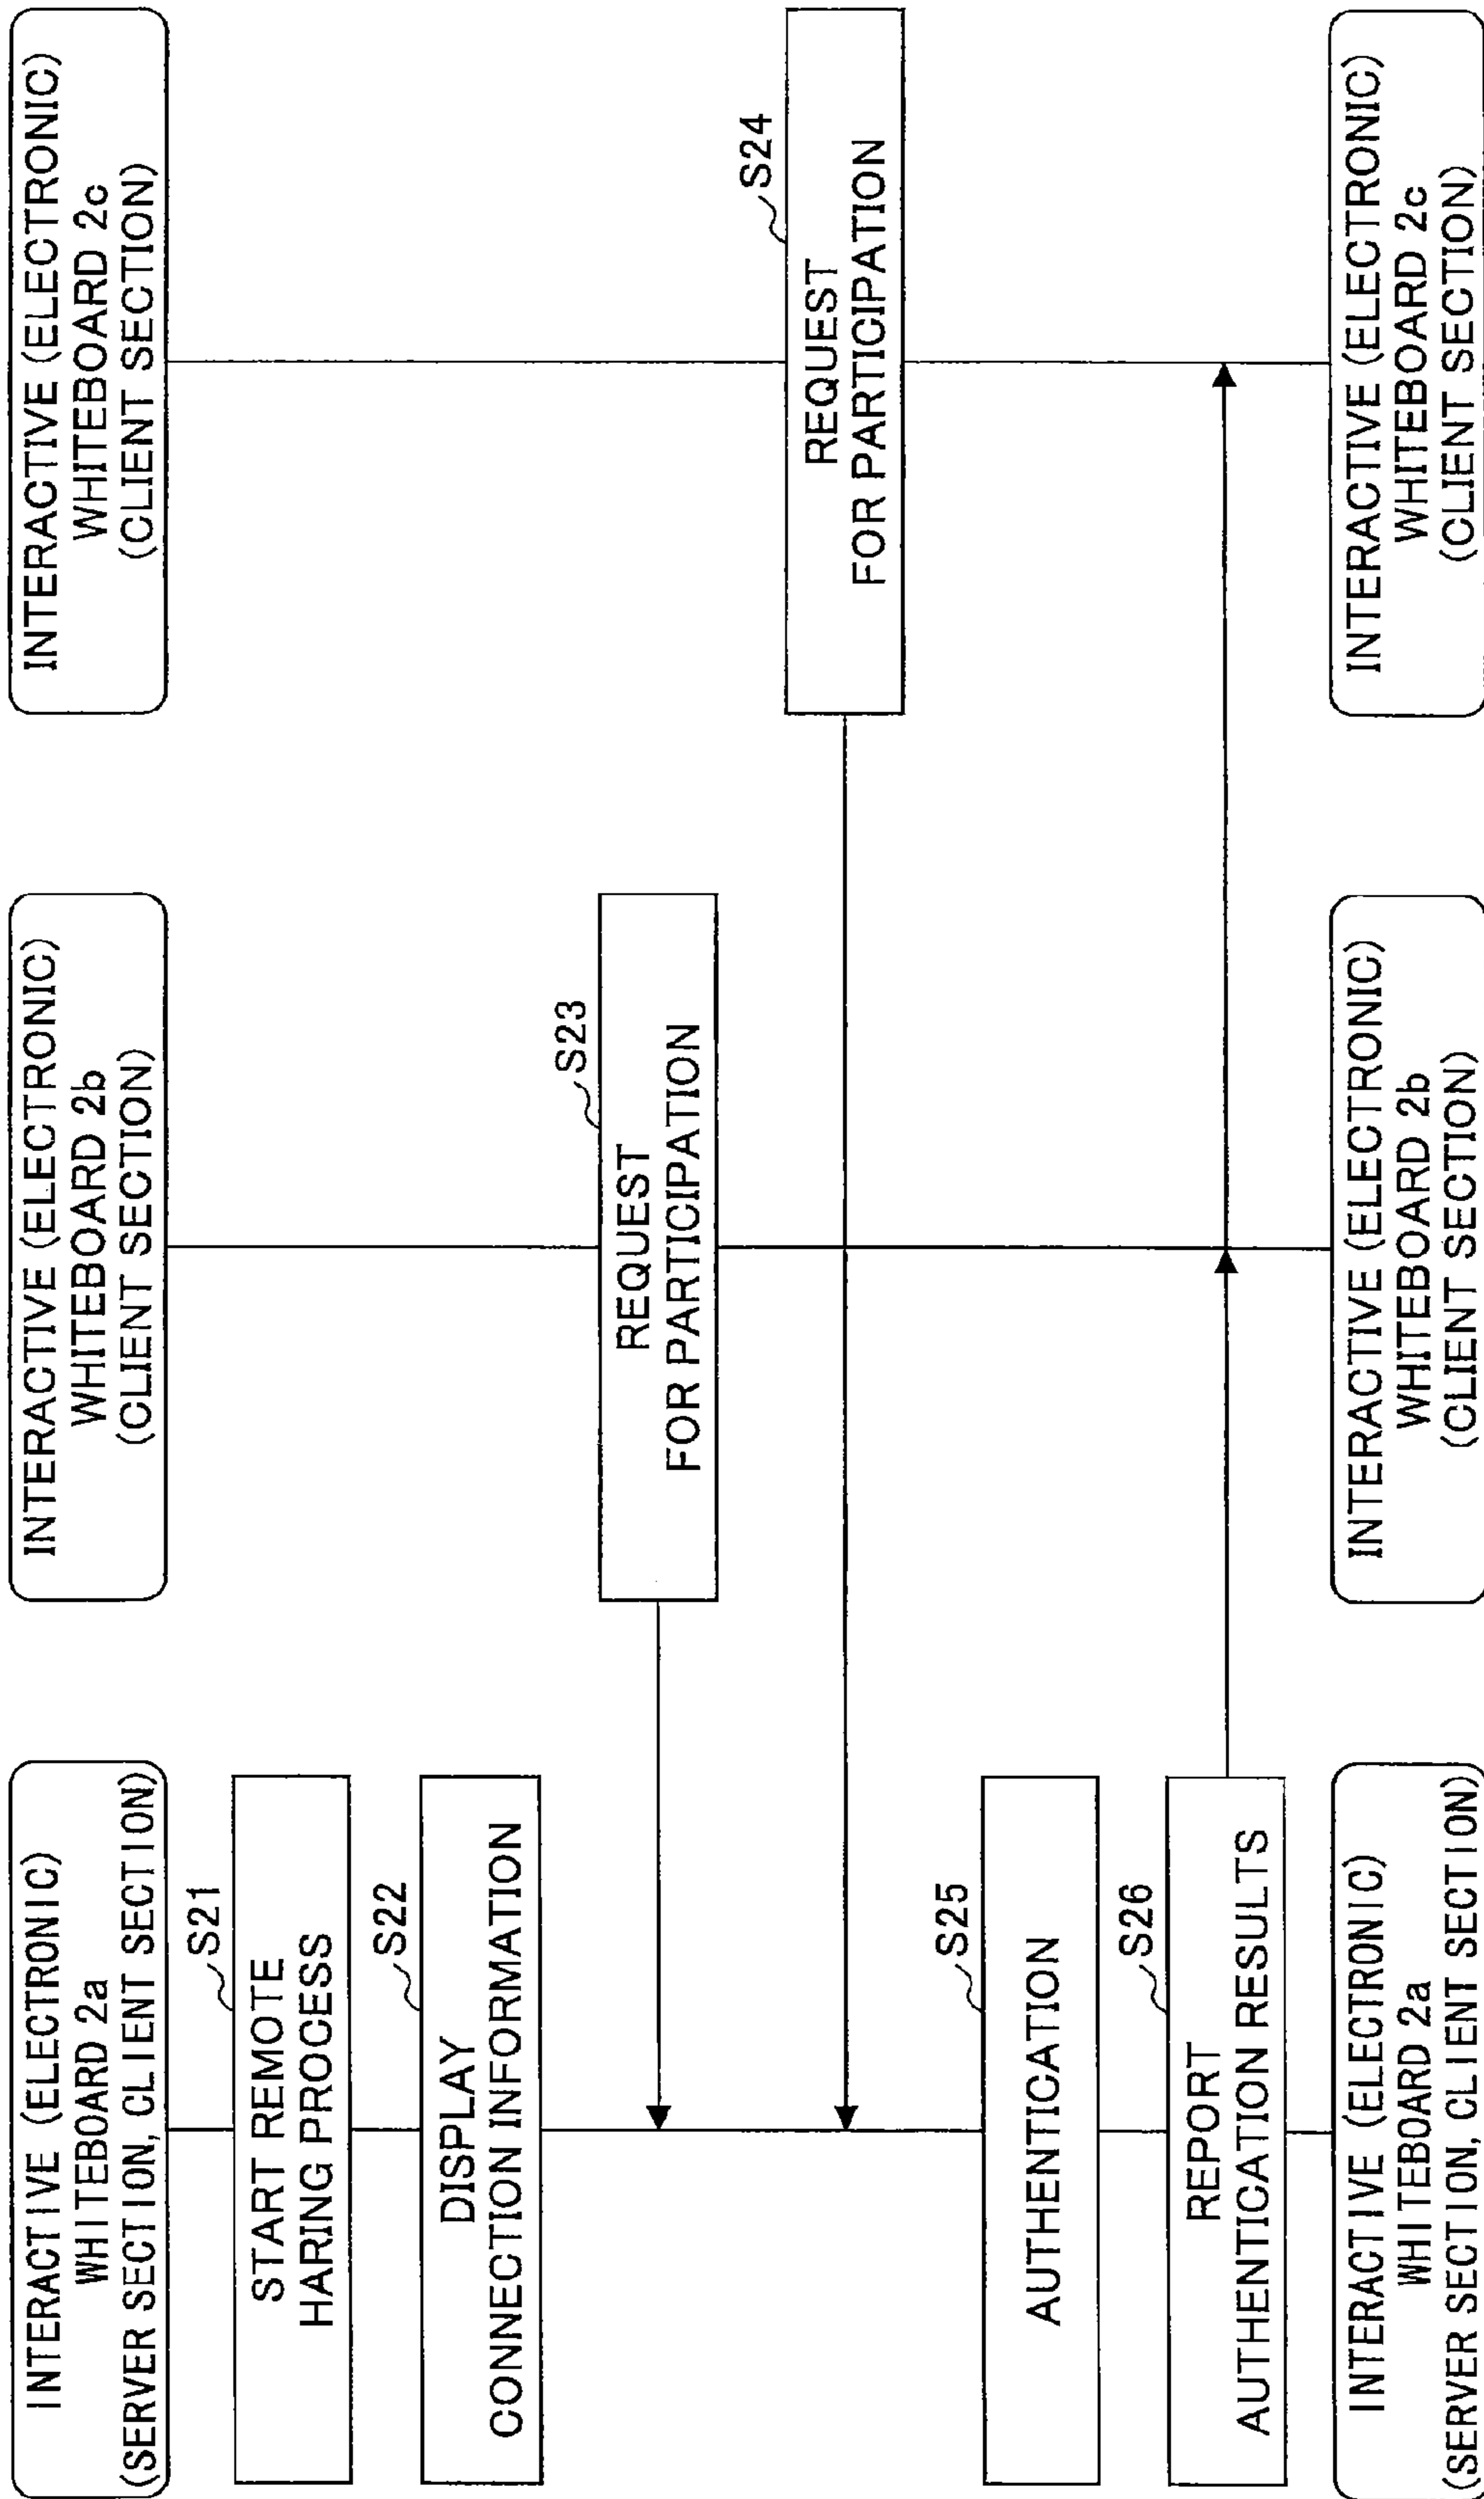 INTERACTIVE (ELECTRONIC)
WHITEBOARD 2a
(SERVER SECTION, CLIENT SECTION)
INTERACTIVE (ELECTRONIC)
WHITEBOARD 2b
(CLIENT SECTION)
INTERACTIVE (ELECTRONIC)
WHITEBOARD 2c
(CLIENT SECTION)
S21
START REMOTE
HARING PROCESS
S22
DISPLAY
CONNECTION INFORMATION
S23
REQUEST
FOR PARTICIPATION
S24
REQUEST
FOR PARTICIPATION
S25
AUTHENTICATION
S26
REPORT
AUTHENTICATION RESULTS
INTERACTIVE (ELECTRONIC)
WHITEBOARD 2a
(SERVER SECTION, CLIENT SECTION)
INTERACTIVE (ELECTRONIC)
WHITEBOARD 2b
(CLIENT SECTION)
INTERACTIVE (ELECTRONIC)
WHITEBOARD 2c
(CLIENT SECTION)